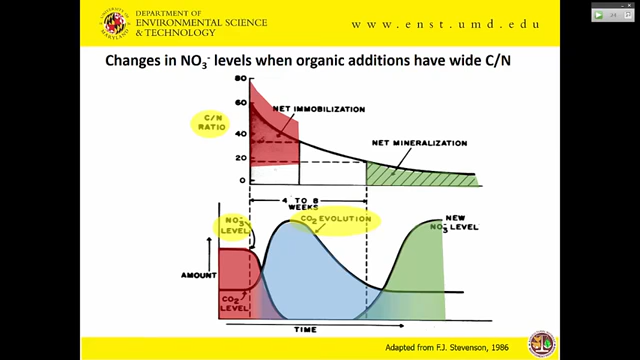 DEPARTMENT OF
ENVIRONMENTAL SCIENCE
& TECHNOLOGY
www.enst.umd.edu
Changes in NO3- levels when organic additions have wide C/N
80
60
40
20
0
C/N
RATIO
NET IMMOBILIZATION
NET MINERALIZATION
4 TO 8
WEEKS
NO3-
LEVEL
CO2 EVOLUTION
NEW
NO3- LEVEL
AMOUNT
CO2
LEVEL
TIME
Adapted from F.J. Stevenson, 1986